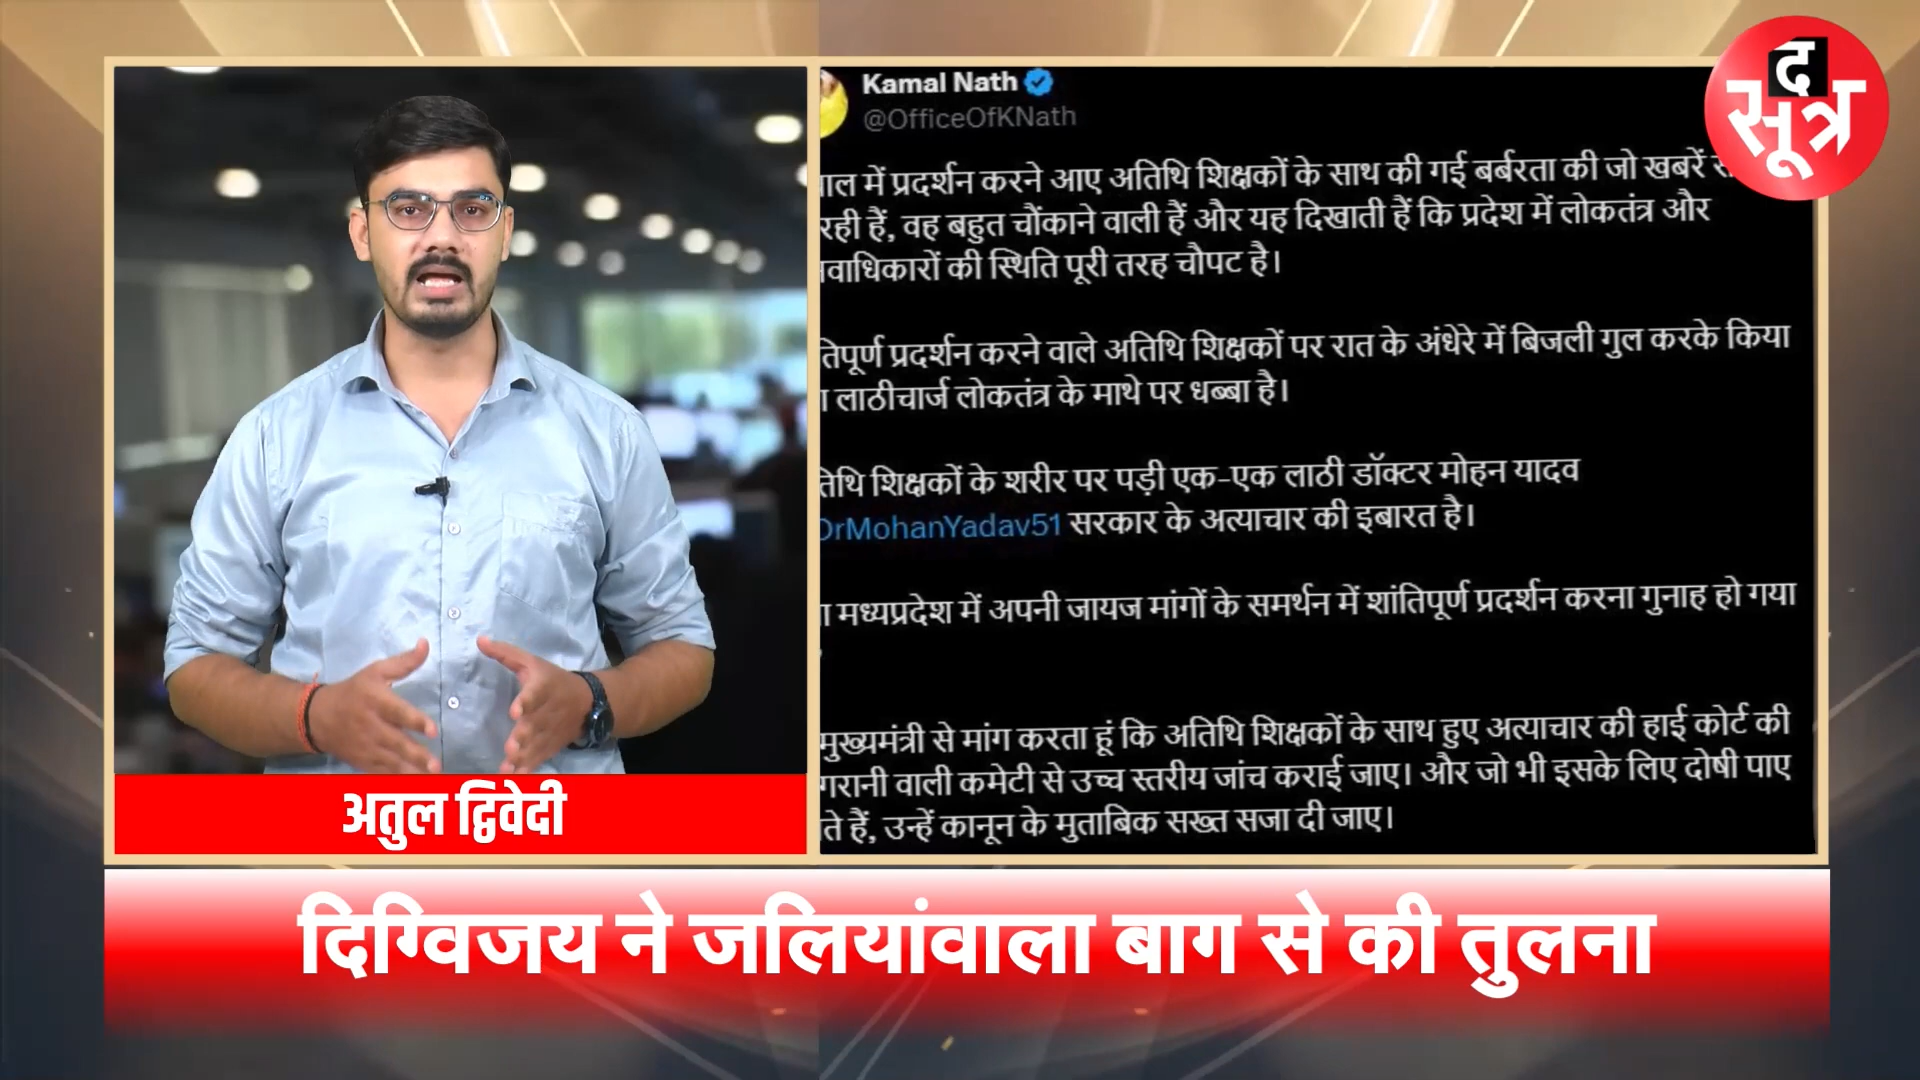 द
सूत्र
Kamal Nath
@OfficeOfKNath
में प्रदर्शन करने आए अतिथि शिक्षकों के साथ की गई बर्बरता की जो खबरें
रही हैं, वह बहुत चौंकाने वाली हैं और यह दिखाती हैं कि प्रदेश में लोकतंत्र और
की स्थिति पूरी तरह चौपट है।
प्रदर्शन करने वाले अतिथि शिक्षकों पर रात के अंधेरे में बिजली गुल करके किया
लाठीचार्ज लोकतंत्र के माथे पर धब्बा है।
शिक्षकों के शरीर पर पड़ी एक-एक लाठी डॉक्टर मोहन यादव
DrMohanYadav51 सरकार के अत्याचार की इबारत है।
मध्यप्रदेश में अपनी जायज मांगों के समर्थन में शांतिपूर्ण प्रदर्शन करना गुनाह हो गया
मुख्यमंत्री से मांग करता हूं कि अतिथि शिक्षकों के साथ हुए अत्याचार की हाई कोर्ट की
वाली कमेटी से उच्च स्तरीय जांच कराई जाए। और जो भी इसके लिए दोषी पाए
हैं, उन्हें कानून के मुताबिक सख्त सजा दी जाए।
अतुल द्विवेदी
दिग्विजय ने जलियांवाला बाग से की तुलना